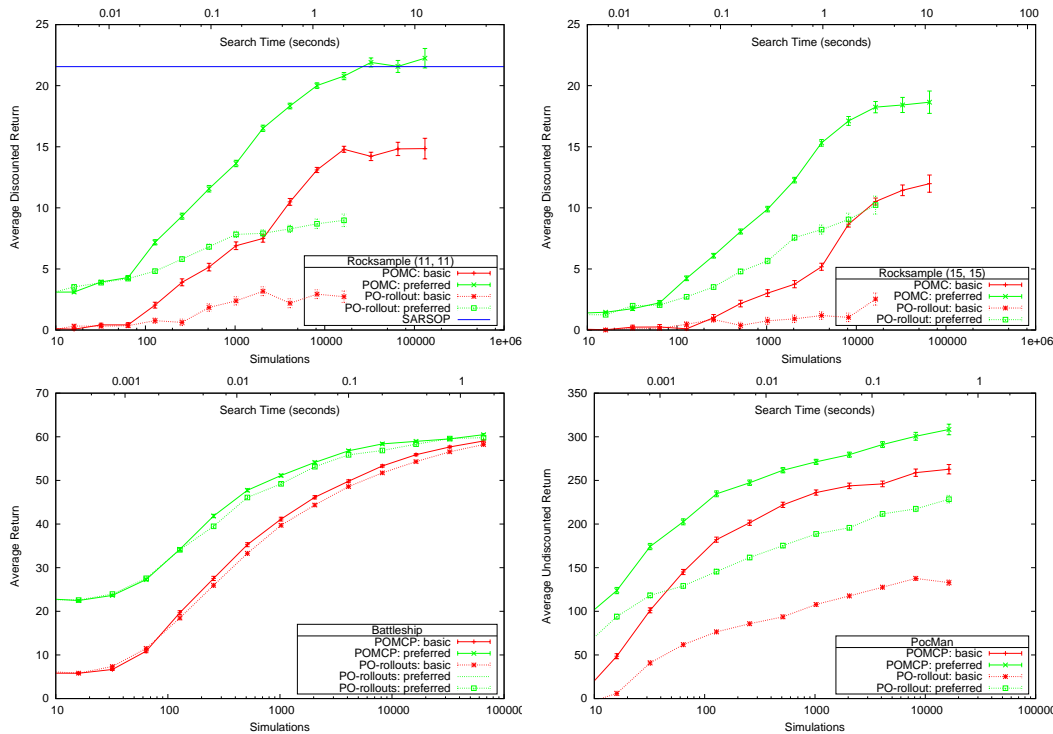 0.001 0.01 0.1 1 10
Search Time (seconds)
25
20
15
10
5
0
Average Discounted Return
Rocksample (11, 11)
POMC: basic
POMC: preferred
PO-rollout: basic
PO-rollout: preferred
SARSOP
10 100 1000 10000 100000 1e+06
Simulations
0.01 0.1 1 10 100
Search Time (seconds)
25
20
15
10
5
0
Average Discounted Return
Rocksample (15, 15)
POMC: basic
POMC: preferred
PO-rollout: basic
PO-rollout: preferred
10 100 1000 10000 100000 1e+06
Simulations
0.001 0.01 0.1 1
Search Time (seconds)
70
60
50
40
30
20
10
0
Average Return
Battleship
POMCP: basic
POMCP: preferred
PO-rollouts: basic
PO-rollouts: preferred
PO-rollouts: preferred
10 100 1000 10000 100000
Simulations
0.001 0.01 0.1 1
Search Time (seconds)
350
300
250
200
150
100
50
0
Average Undiscounted Return
PocMan
POMCP: basic
POMCP: preferred
PO-rollout: basic
PO-rollout: preferred
10 100 1000 10000 100000
Simulations